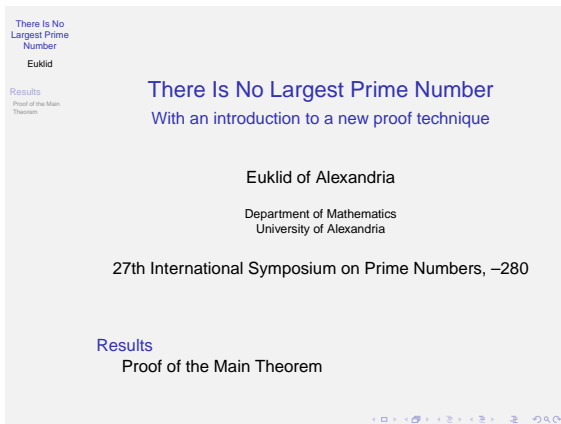 There Is No
Largest Prime
Number
Euklid
Results
Proof of the Main
Theorem
There Is No Largest Prime Number
With an introduction to a new proof technique
Euklid of Alexandria
Department of Mathematics
University of Alexandria
27th International Symposium on Prime Numbers, –280
Results
Proof of the Main Theorem